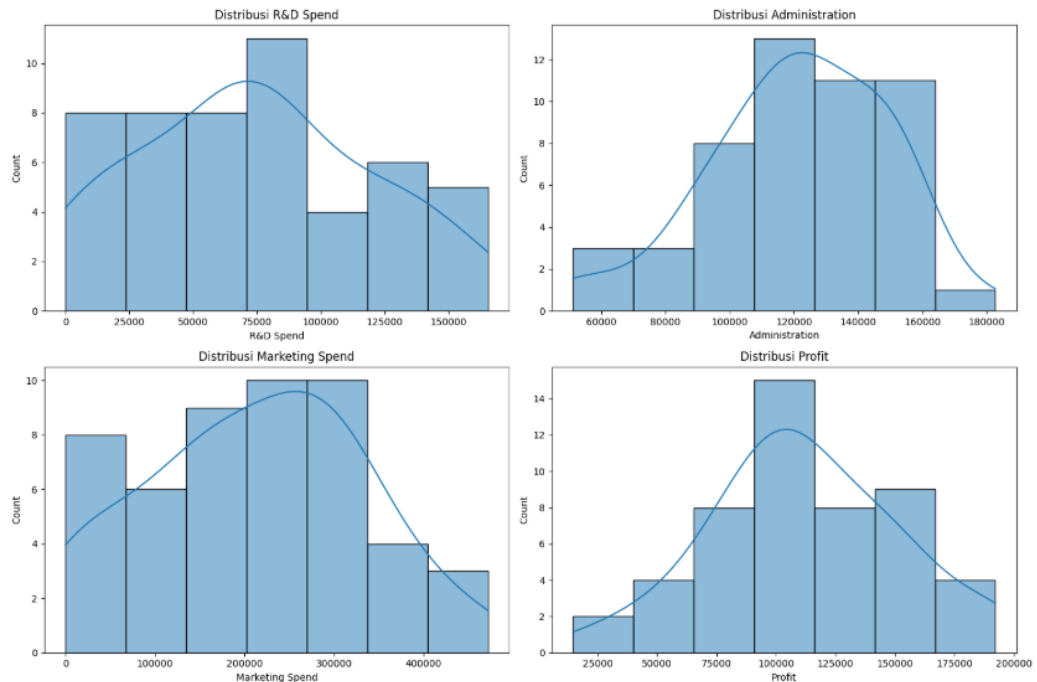 Distribusi R&D Spend
10
8
6
4
2
0
Count
0 25000 50000 75000 100000 125000 150000
R&D Spend
Distribusi Administration
12
10
8
6
4
2
0
Count
60000 80000 100000 120000 140000 160000 180000
Administration
Distribusi Marketing Spend
10
8
6
4
2
0
Count
0 100000 200000 300000 400000
Marketing Spend
Distribusi Profit
14
12
10
8
6
4
2
0
Count
25000 50000 75000 100000 125000 150000 175000 200000
Profit